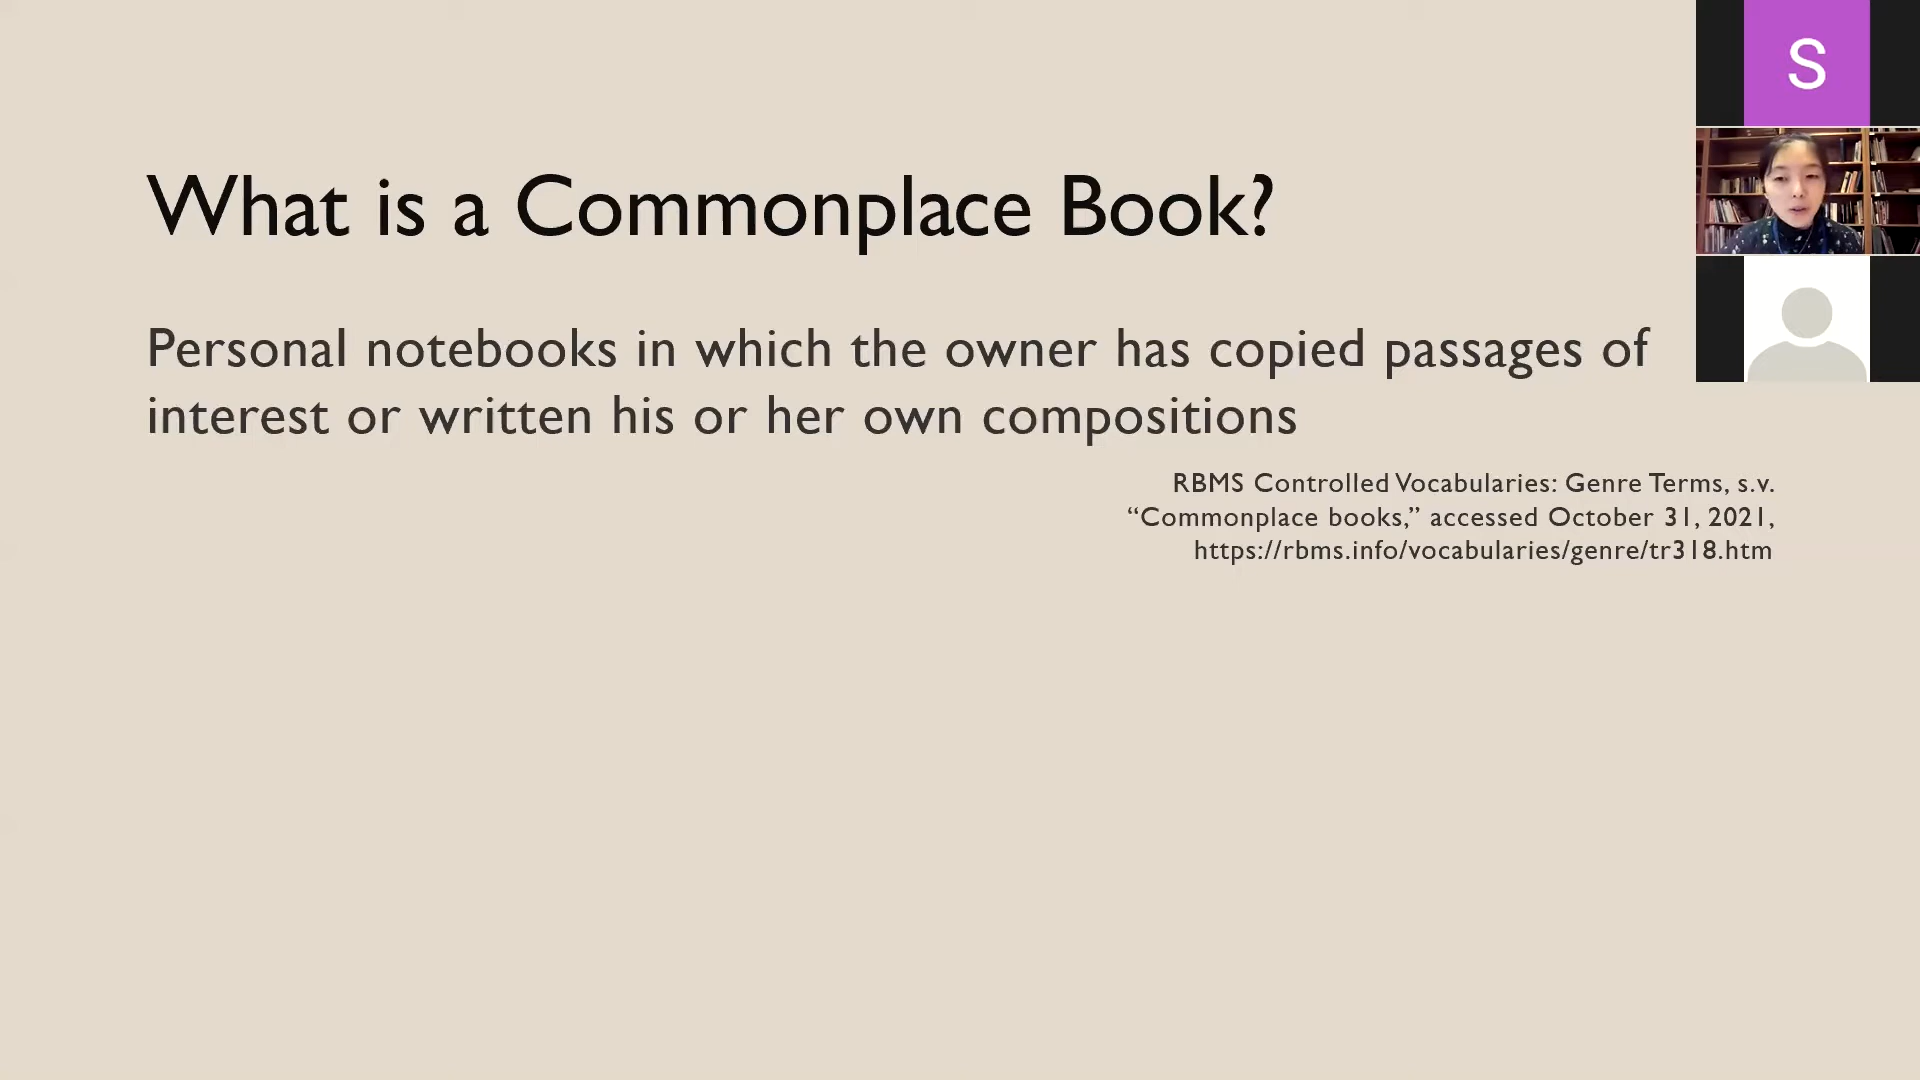 What is a Commonplace Book?
Personal notebooks in which the owner has copied passages of
interest or written his or her own compositions
RBMS Controlled Vocabularies: Genre Terms, s.v.
“Commonplace books,” accessed October 31, 2021,
https://rbms.info/vocabularies/genre/tr318.htm
S